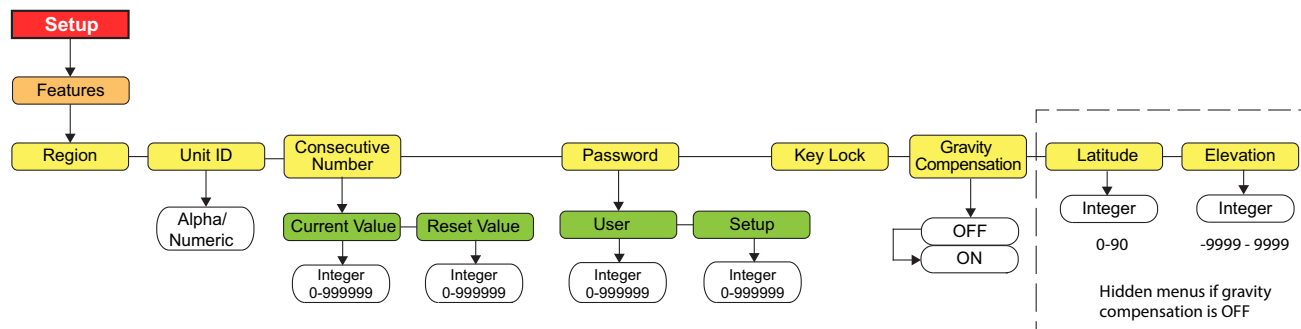 Setup
Features
Region
Unit ID
Consecutive
Number
Password
Key Lock
Gravity
Compensation
Latitude
Elevation
Alpha/
Numeric
Current Value
Reset Value
User
Setup
OFF
ON
Integer
Integer
Integer
0-999999
Integer
0-999999
Integer
0-999999
Integer
0-999999
0-90
-9999 - 9999
Hidden menus if gravity
compensation is OFF